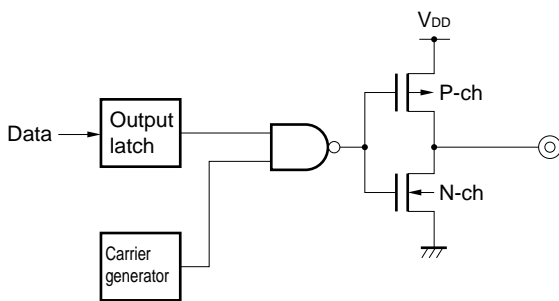 VDD
P-ch
Data
Output
latch
N-ch
Carrier
generator